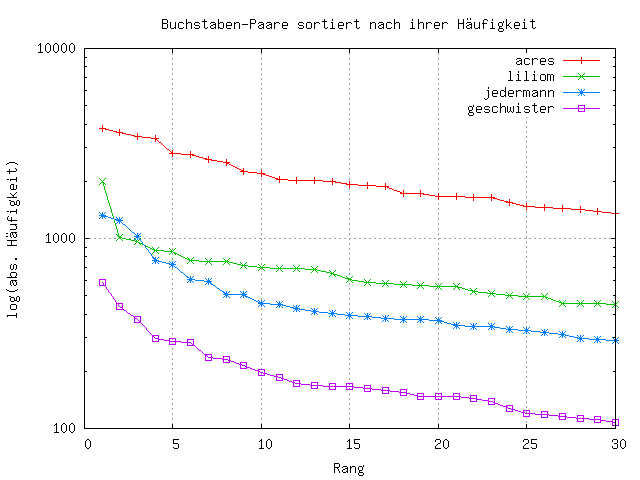 Buchstaben-Paare sortiert nach ihrer Häufigkeit
10000
1000
100
log(abs. Häufigkeit)
acres
liliom
jedermann
geschwister
0 5 10 15 20 25 30
Rang